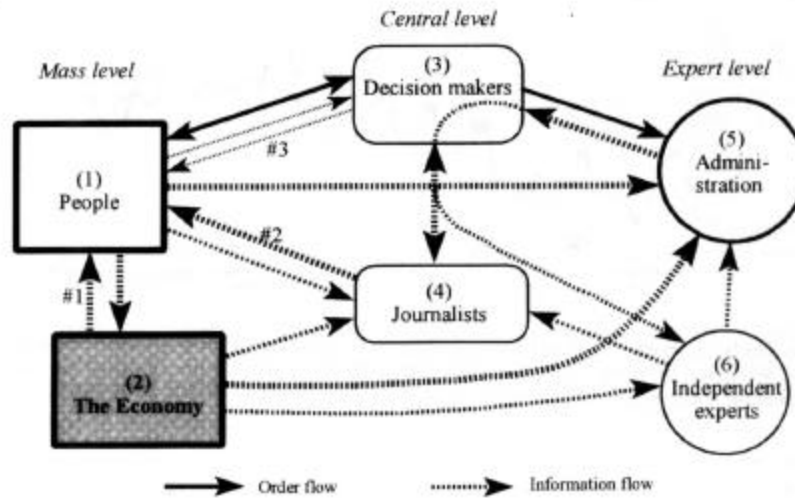 Central level
Mass level
Expert level
(3)
Decision makers
#3
(5)
Admini-
stration
(1)
People
#2
(4)
Journalists
#1
(2)
The Economy
(6)
Independent
experts
Order flow
Information flow